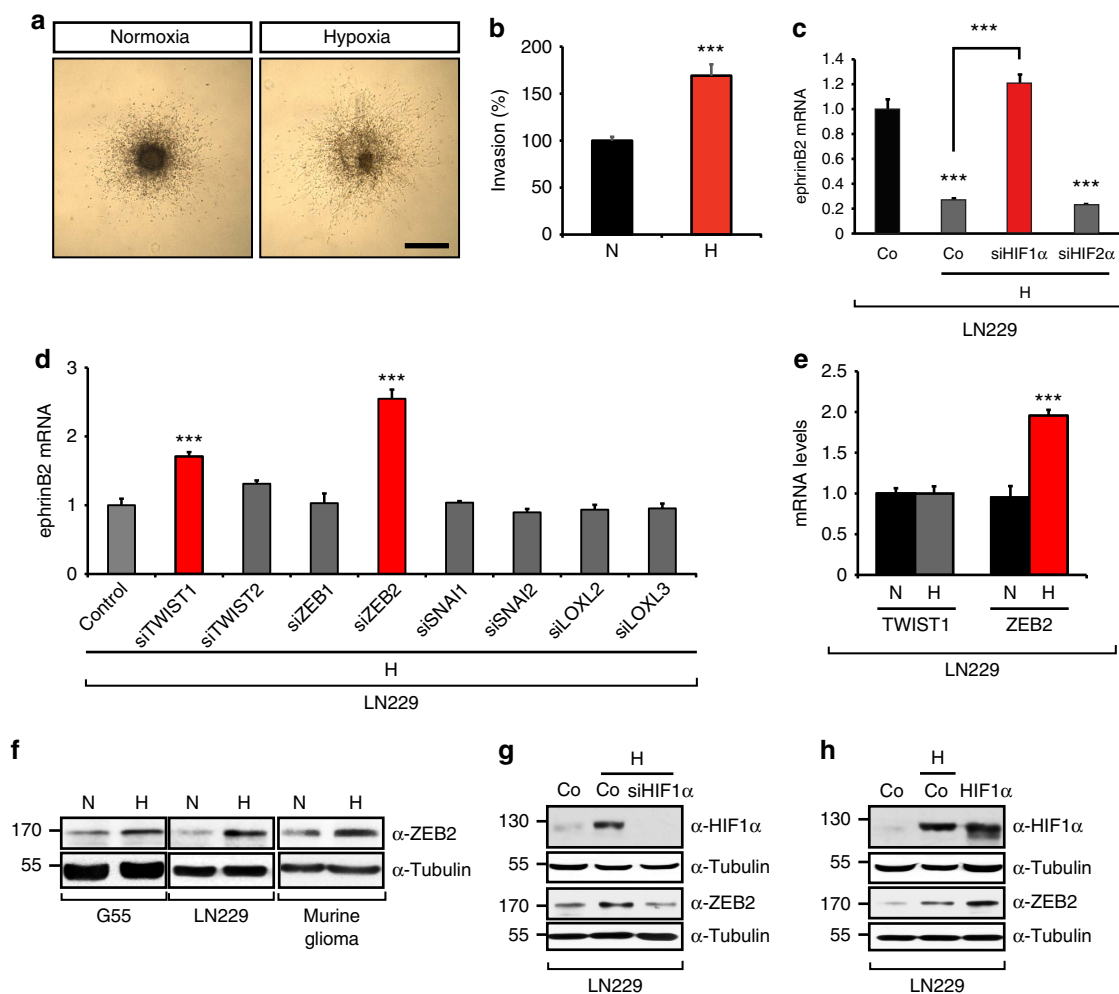 a
Normoxia
Hypoxia
b
Invasion (%)
200
150
100
50
0
***
N
H
c
ephrinB2 mRNA
1.4
1.2
1.0
0.8
0.6
0.4
0.2
0
***
***
***
Co
Co
siHIF1α
siHIF2α
H
LN229
d
ephrinB2 mRNA
3
2
1
0
***
***
Control
siTWIST1
siTWIST2
siZEB1
siZEB2
siSNAI1
siSNAI2
siLOXL2
siLOXL3
H
LN229
e
mRNA levels
2.5
2.0
1.5
1.0
0.5
0
***
N H N H
TWIST1 ZEB2
LN229
f
N H N H N H
170
α-ZEB2
55
α-Tubulin
G55
LN229
Murine
glioma
g
H
Co Co siHIF1α
130
α-HIF1α
55
α-Tubulin
170
α-ZEB2
55
α-Tubulin
LN229
h
H
Co Co HIF1α
130
α-HIF1α
55
α-Tubulin
170
α-ZEB2
55
α-Tubulin
LN229